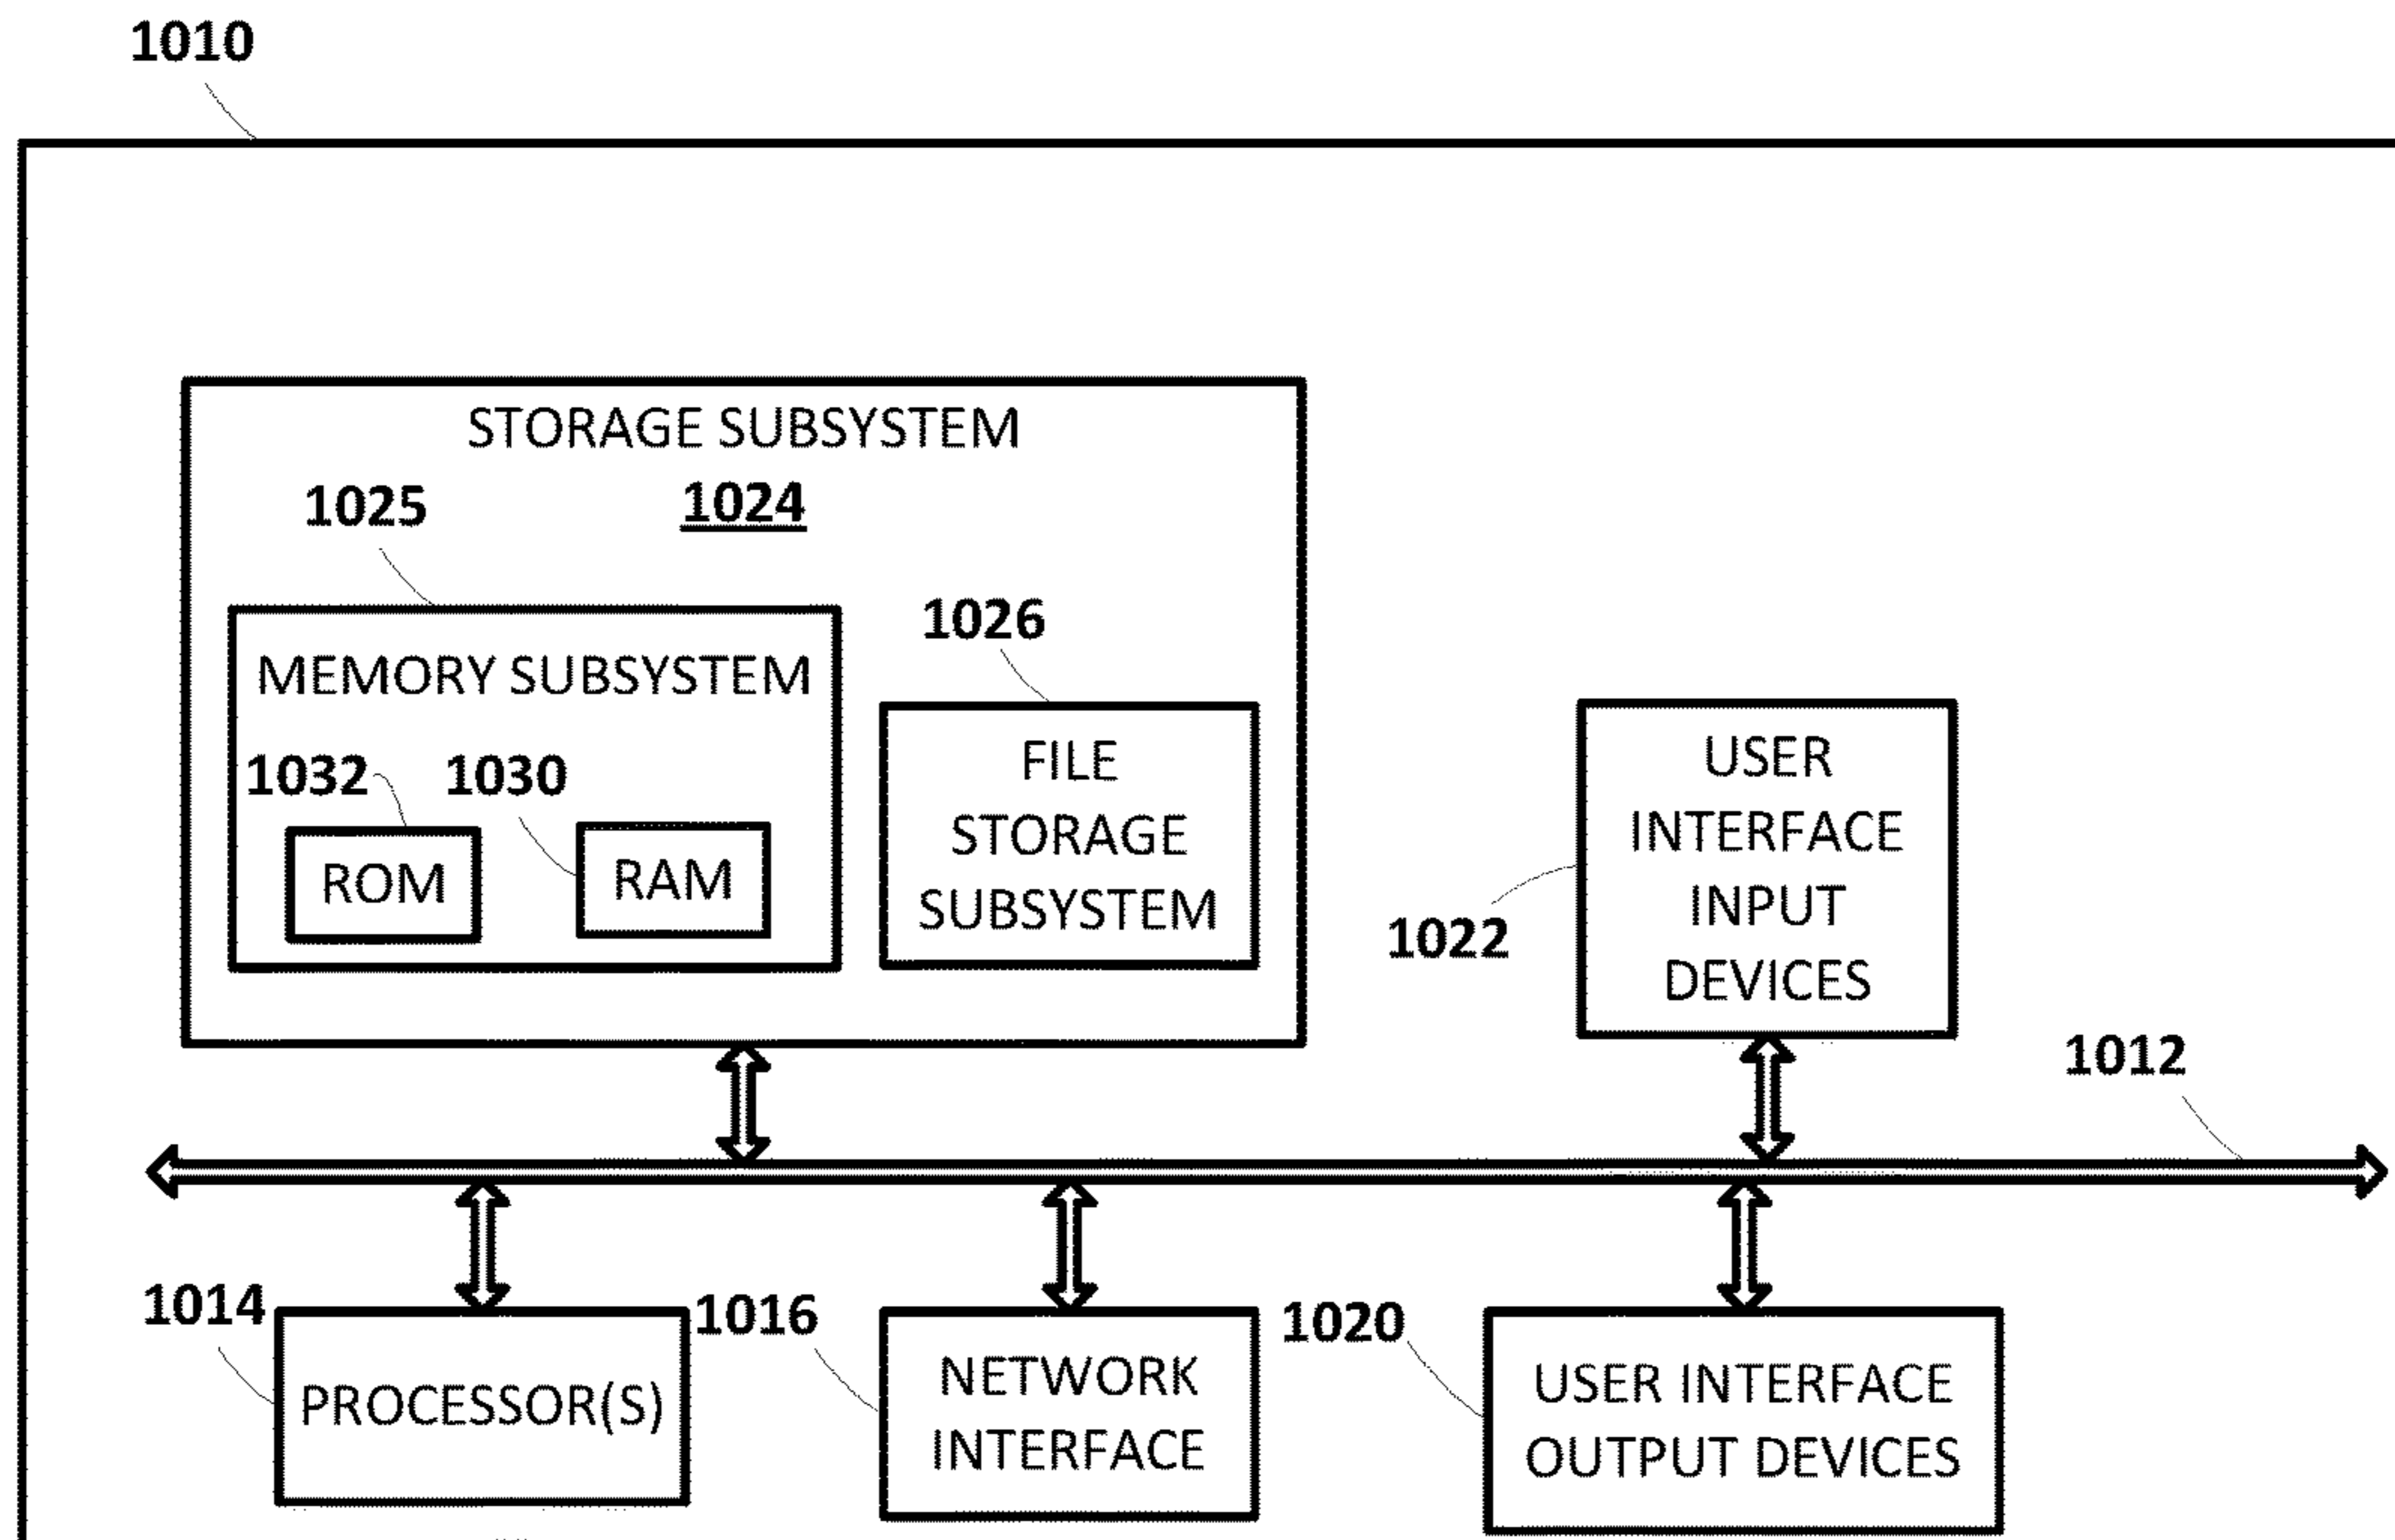 1010
STORAGE SUBSYSTEM
1025
1024
1026
MEMORY SUBSYSTEM
1032
1030
ROM
RAM
FILE
STORAGE
SUBSYSTEM
USER
INTERFACE
INPUT
DEVICES
1022
1012
1014
PROCESSOR(S)
1016
NETWORK
INTERFACE
1020
USER INTERFACE
OUTPUT DEVICES